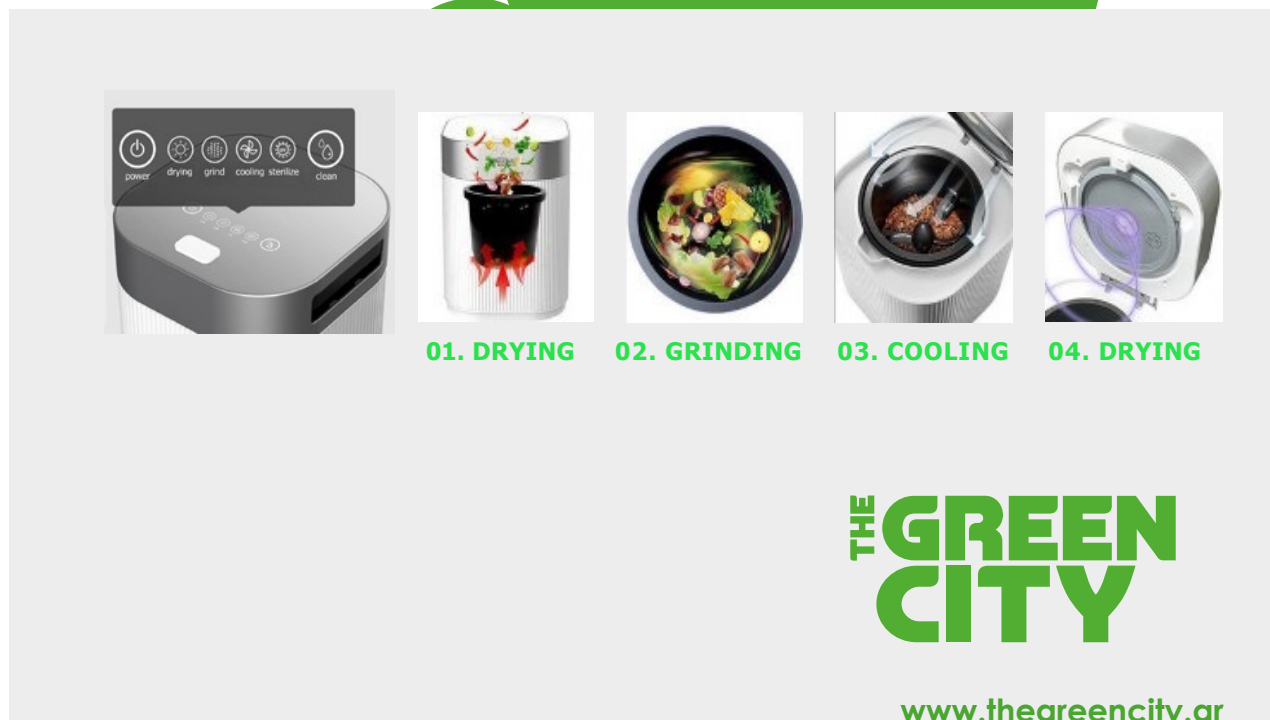 power drying grind cooling sterilize clean
01. DRYING 02. GRINDING 03. COOLING 04. DRYING
THE
GREEN
CITY
www.thegreencity.gr